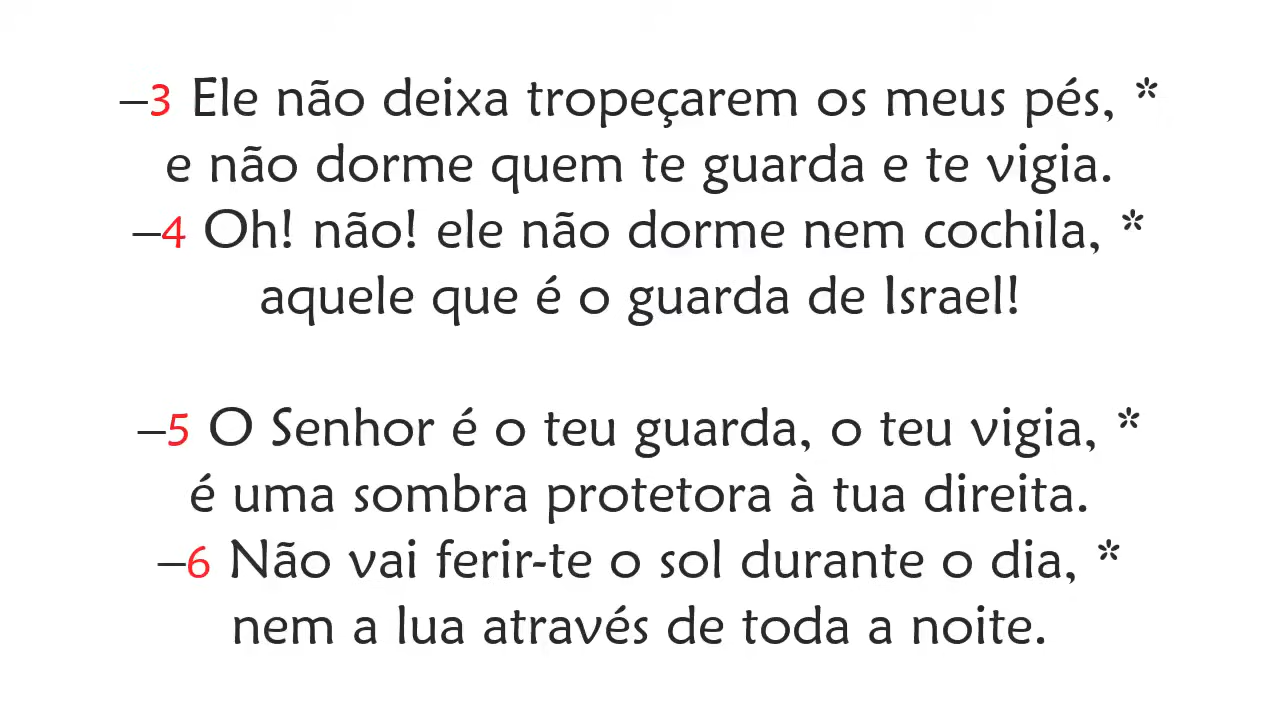 –3 Ele não deixa tropeçarem os meus pés, *
e não dorme quem te guarda e te vigia.
–4 Oh! não! ele não dorme nem cochila, *
aquele que é o guarda de Israel!
–5 O Senhor é o teu guarda, o teu vigia, *
é uma sombra protetora à tua direita.
–6 Não vai ferir-te o sol durante o dia, *
nem a lua através de toda a noite.